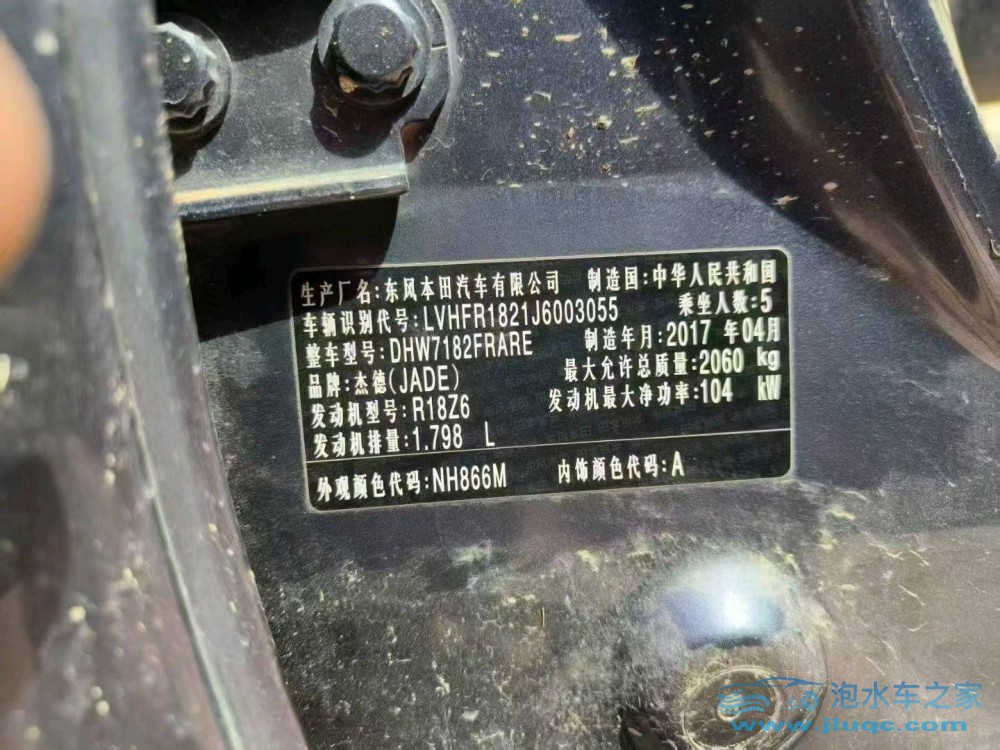 生产厂名:东风本田汽车有限公司 制造国:中华人民共和国
车辆识别代号:LVHFR1821J6003055 乘坐人数:5
整车型号:DHW7182FRARE 制造年月:2017 年04月
品牌:杰德(JADE) 最大允许总质量:2060 kg
发动机型号:R18Z6 发动机最大净功率:104 kW
发动机排量:1.798 L
外观颜色代码:NH866M 内饰颜色代码:A
泡水车之家
www.jluqc.com